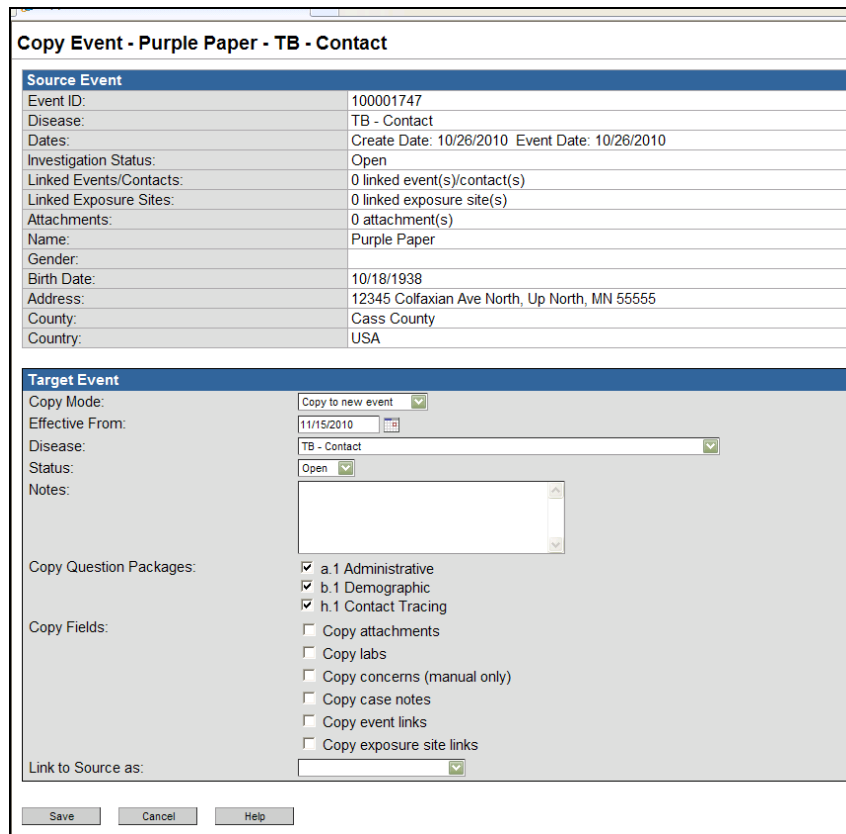 Copy Event - Purple Paper - TB - Contact
Source Event
Event ID: 100001747
Disease: TB - Contact
Dates: Create Date: 10/26/2010 Event Date: 10/26/2010
Investigation Status: Open
Linked Events/Contacts: 0 linked event(s)/contact(s)
Linked Exposure Sites: 0 linked exposure site(s)
Attachments: 0 attachment(s)
Name: Purple Paper
Gender:
Birth Date: 10/18/1938
Address: 12345 Colfaxian Ave North, Up North, MN 55555
County: Cass County
Country: USA
Target Event
Copy Mode: Copy to new event
Effective From: 11/15/2010
Disease: TB - Contact
Status: Open
Notes:
Copy Question Packages: a.1 Administrative
b.1 Demographic
h.1 Contact Tracing
Copy Fields: Copy attachments
Copy labs
Copy concerns (manual only)
Copy case notes
Copy event links
Copy exposure site links
Link to Source as:
Save Cancel Help